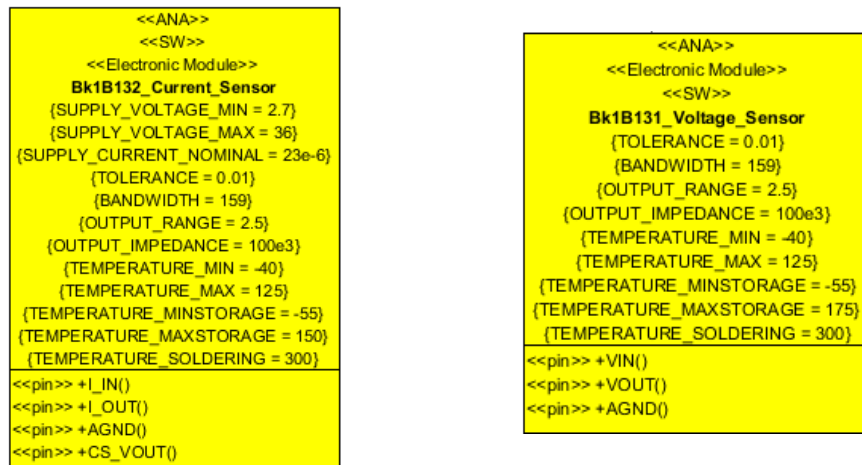 <<ANA>>
<<SW>>
<<Electronic Module>>
Bk1B132_Current_Sensor
{SUPPLY_VOLTAGE_MIN = 2.7}
{SUPPLY_VOLTAGE_MAX = 36}
{SUPPLY_CURRENT_NOMINAL = 23e-6}
{TOLERANCE = 0.01}
{BANDWIDTH = 159}
{OUTPUT_RANGE = 2.5}
{OUTPUT_IMPEDANCE = 100e3}
{TEMPERATURE_MIN = -40}
{TEMPERATURE_MAX = 125}
{TEMPERATURE_MINSTORAGE = -55}
{TEMPERATURE_MAXSTORAGE = 150}
{TEMPERATURE_SOLDERING = 300}
<<pin>> +I_IN()
<<pin>> +I_OUT()
<<pin>> +AGND()
<<pin>> +CS_VOUT()
<<ANA>>
<<Electronic Module>>
<<SW>>
Bk1B131_Voltage_Sensor
{TOLERANCE = 0.01}
{BANDWIDTH = 159}
{OUTPUT_RANGE = 2.5}
{OUTPUT_IMPEDANCE = 100e3}
{TEMPERATURE_MIN = -40}
{TEMPERATURE_MAX = 125}
{TEMPERATURE_MINSTORAGE = -55}
{TEMPERATURE_MAXSTORAGE = 175}
{TEMPERATURE_SOLDERING = 300}
<<pin>> +VIN()
<<pin>> +VOUT()
<<pin>> +AGND()